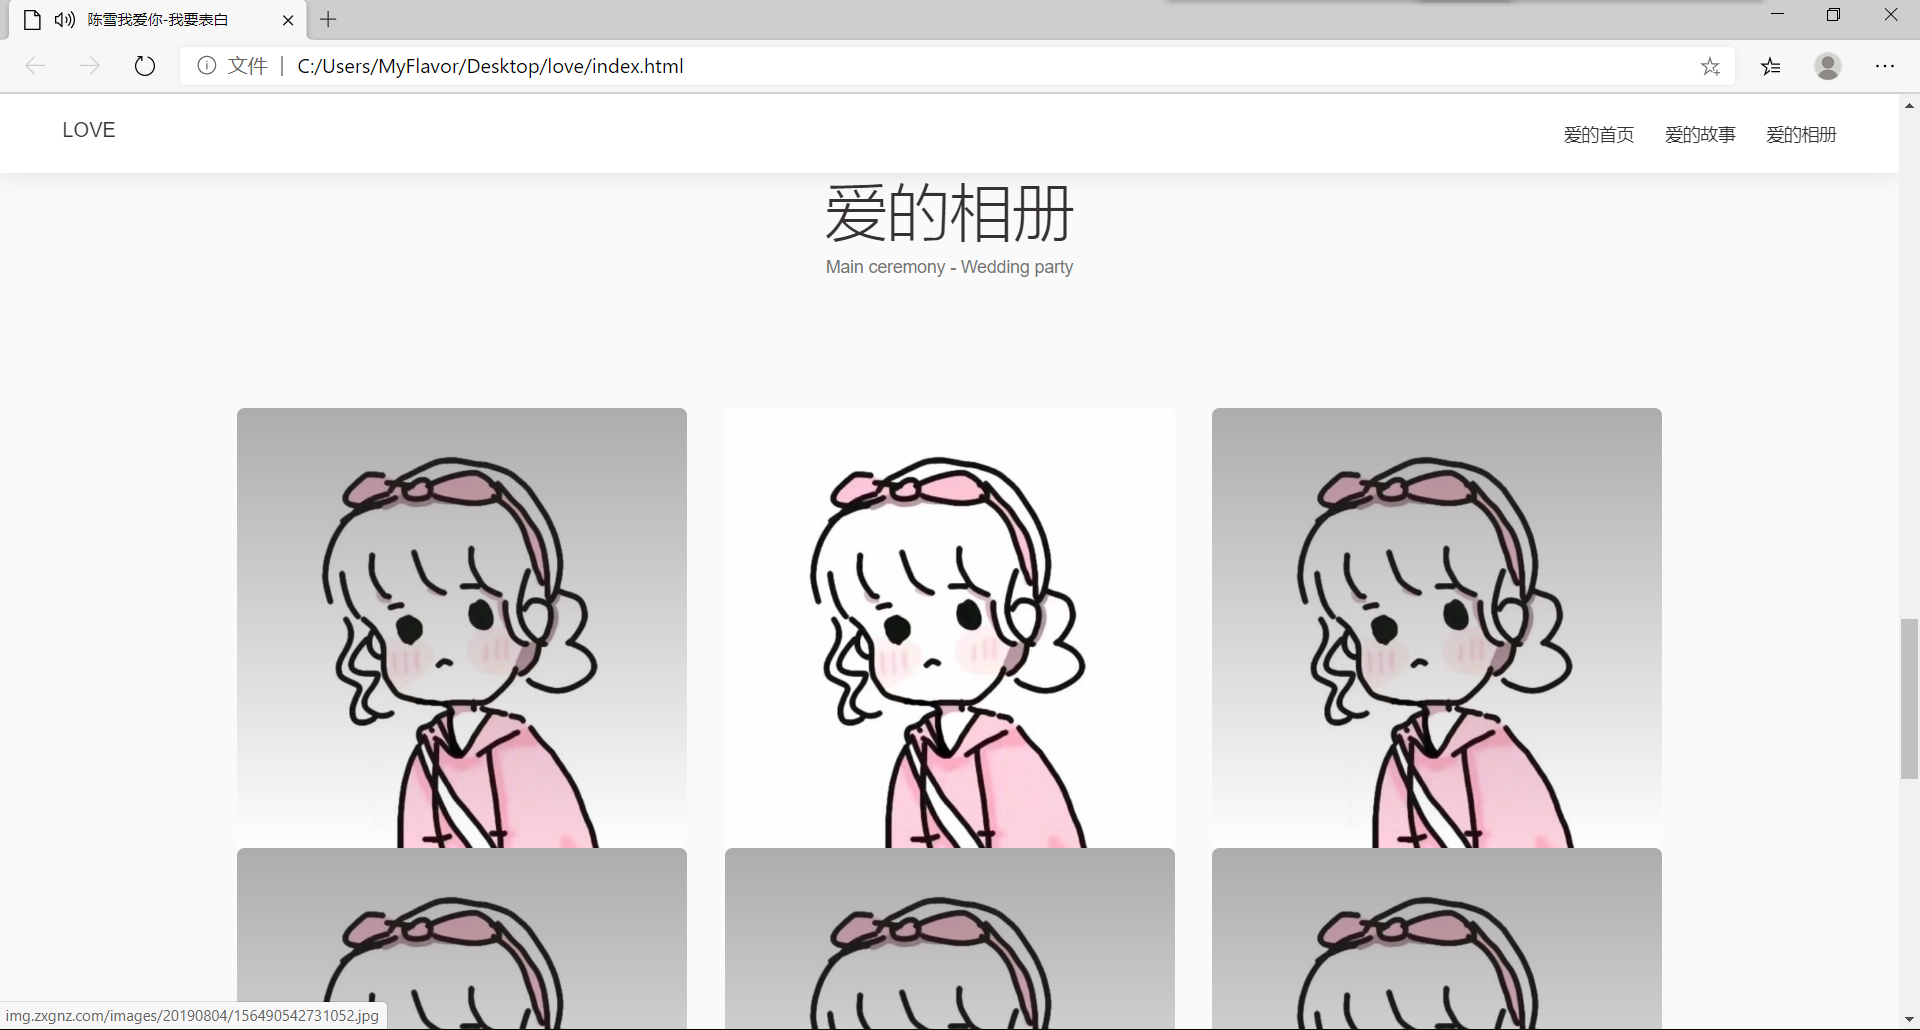 陈雪我爱你-我要表白
文件 | C:/Users/MyFlavor/Desktop/love/index.html
LOVE
爱的首页 爱的故事 爱的相册
爱的相册
Main ceremony - Wedding party
img.zxgnz.com/images/20190804/156490542731052.jpg